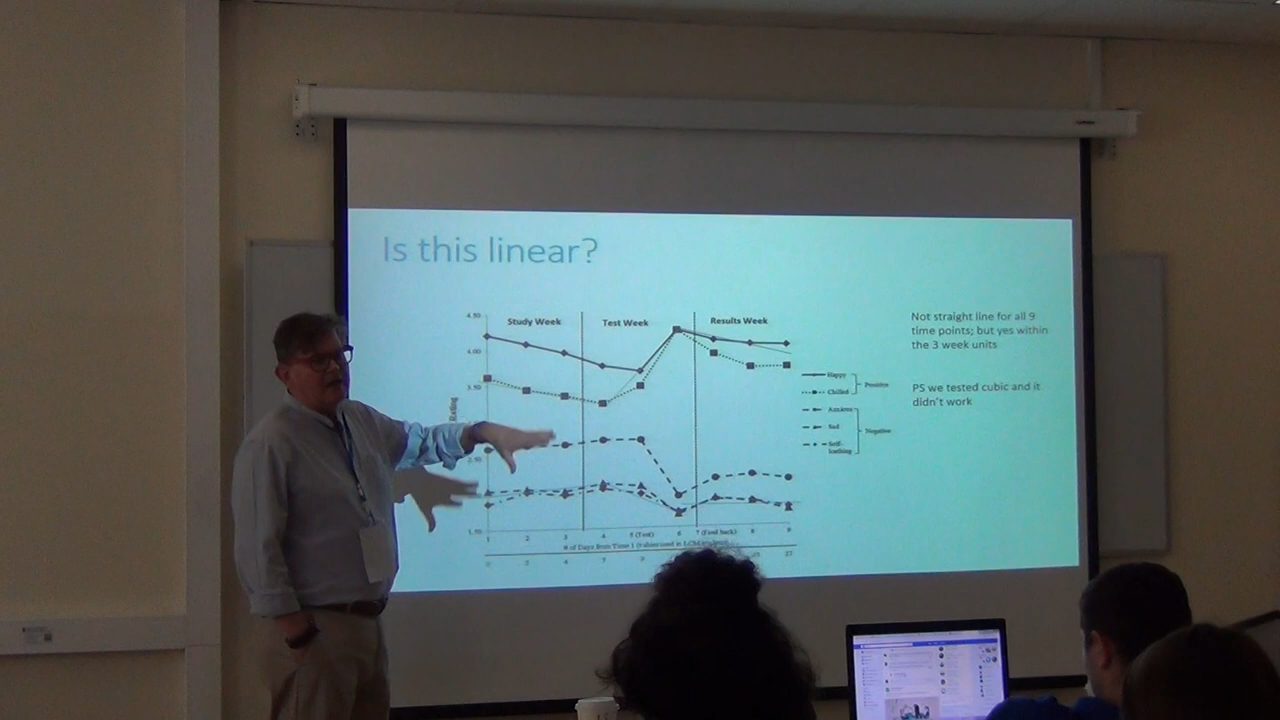 Is this linear?
Study Week
Test Week
Results Week
4.50
4.00
3.50
2.50
1.50
Rating
1 2 3 4 5 (Test) 6 7 (Feed back) 8 9
# of Days from Time 1
Happy
Chilled
Positive
Anxious
Sad
Self-
loathing
Negative
Not straight line for all 9
time points; but yes within
the 3 week units
PS we tested cubic and it
didn't work